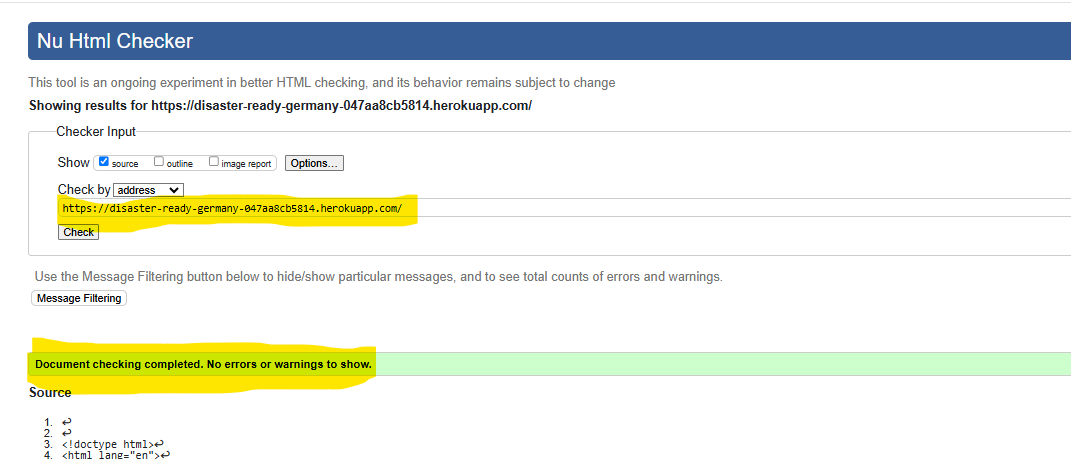 Nu Html Checker
This tool is an ongoing experiment in better HTML checking, and its behavior remains subject to change
Showing results for https://disaster-ready-germany-047aa8cb5814.herokuapp.com/
Checker Input
Show source outline image report Options...
Check by address
https://disaster-ready-germany-047aa8cb5814.herokuapp.com/
Check
Use the Message Filtering button below to hide/show particular messages, and to see total counts of errors and warnings.
Message Filtering
Document checking completed. No errors or warnings to show.
Source
1. ↩
2. ↩
3. <!doctype html>↩
4. <html lang="en">↩